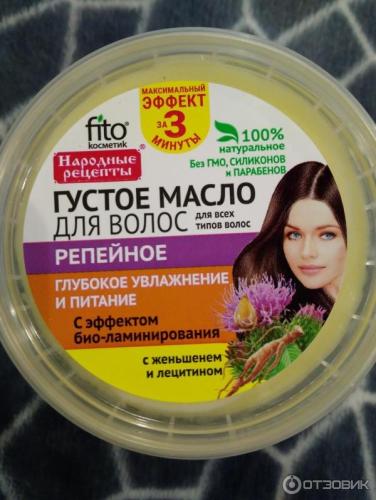 МАКСИМАЛЬНЫЙ
ЭФФЕКТ
ЗА 3
МИНУТЫ
fito
косметик
Народные
рецепты
®
100%
натуральное
Без ГМО, СИЛИКОНОВ
и ПАРАБЕНОВ
ГУСТОЕ МАСЛО
ДЛЯ ВОЛОС
для всех
типов волос
РЕПЕЙНОЕ
ГЛУБОКОЕ УВЛАЖНЕНИЕ
И ПИТАНИЕ
С эффектом
био-ламинирования
с женьшенем
и лецитином
ОТЗОВИК